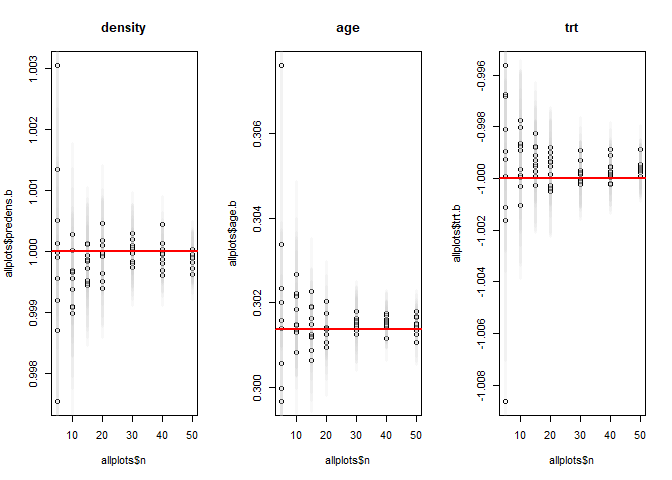 density
allplots$predens.b
1.003
1.002
1.001
1.000
0.999
0.998
10 20 30 40 50
allplots$n
age
allplots$age.b
0.306
0.304
0.302
0.300
10 20 30 40 50
allplots$n
trt
allplots$trt.b
-0.996
-0.998
-1.000
-1.002
-1.004
-1.006
-1.008
10 20 30 40 50
allplots$n